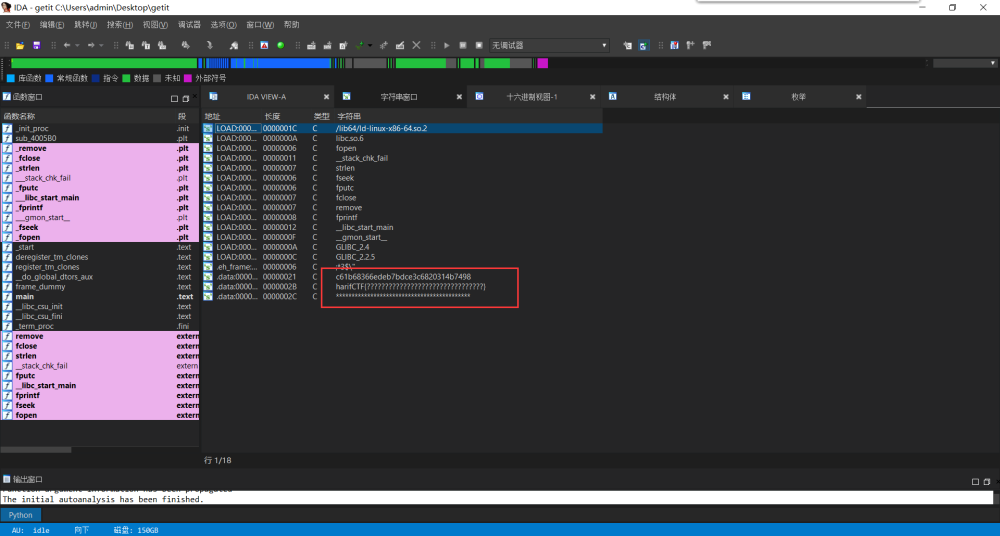 IDA - getit C:\Users\admin\Desktop\getit
文件(F) 编辑(E) 跳转(J) 搜索(H) 视图(V) 调试器 选项(O) 窗口(W) 帮助
无调试器
库函数 常规函数 指令 数据 未知 外部符号
函数窗口
IDA VIEW-A 字符串窗口 十六进制视图-1 结构体 枚举
函数名称 段
_init_proc .init
sub_4005B0 .plt
_remove .plt
_fclose .plt
_strlen .plt
___stack_chk_fail .plt
_fputc .plt
___libc_start_main .plt
_fprintf .plt
___gmon_start__ .plt
_fseek .plt
_fopen .plt
_start .text
deregister_tm_clones .text
register_tm_clones .text
__do_global_dtors_aux .text
frame_dummy .text
main .text
__libc_csu_init .text
__libc_csu_fini .text
_term_proc .fini
remove extern
fclose extern
strlen extern
__stack_chk_fail extern
fputc extern
__libc_start_main extern
fprintf extern
fseek extern
fopen extern
地址 长度 类型 字符串
LOAD:000... 0000001C C /lib64/ld-linux-x86-64.so.2
LOAD:000... 0000000A C libc.so.6
LOAD:000... 00000006 C fopen
LOAD:000... 00000011 C __stack_chk_fail
LOAD:000... 00000007 C strlen
LOAD:000... 00000006 C fseek
LOAD:000... 00000006 C fputc
LOAD:000... 00000007 C fclose
LOAD:000... 00000007 C remove
LOAD:000... 00000008 C fprintf
LOAD:000... 00000012 C __libc_start_main
LOAD:000... 0000000F C __gmon_start__
LOAD:000... 0000000A C GLIBC_2.4
LOAD:000... 0000000C C GLIBC_2.2.5
.eh_frame:... 00000006 C ;*3$\"
.data:0000... 00000021 C c61b68366edeb7bdce3c6820314b7498
.data:0000... 0000002B C harifCTF{????????????????????????????????}
.data:0000... 0000002C C *******************************************
行 1/18
输出窗口
Function argument information has been propagated
The initial autoanalysis has been finished.
Python
AU: idle 向下 磁盘: 150GB